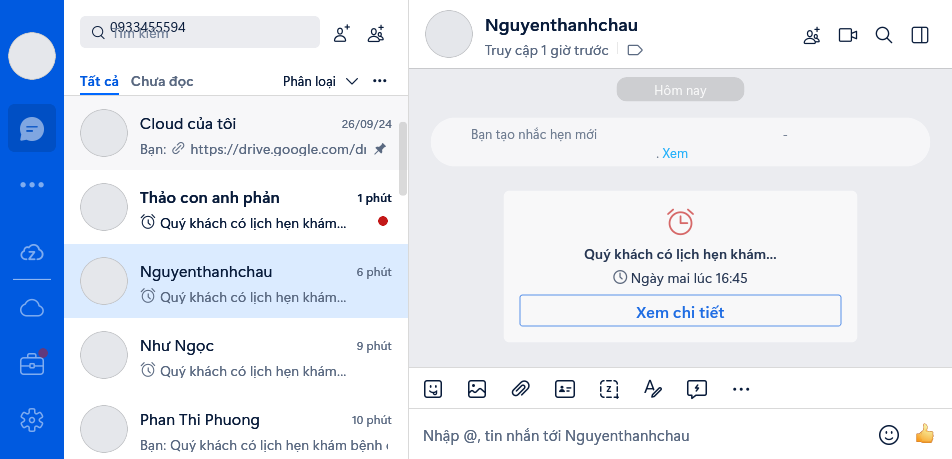 0933455594
Tìm kiếm
Tất cả Chưa đọc Phân loại
Cloud của tôi 26/09/24
Bạn: https://drive.google.com/dr
Thảo con anh phản 1 phút
Quý khách có lịch hẹn khám...
Nguyenthanhchau 6 phút
Quý khách có lịch hẹn khám...
Như Ngọc 9 phút
Quý khách có lịch hẹn khám...
Phan Thi Phuong 10 phút
Bạn: Quý khách có lịch hẹn khám bệnh
Nguyenthanhchau
Truy cập 1 giờ trước
Hôm nay
Bạn tạo nhắc hẹn mới -
. Xem
Quý khách có lịch hẹn khám...
Ngày mai lúc 16:45
Xem chi tiết
Nhập @, tin nhắn tới Nguyenthanhchau